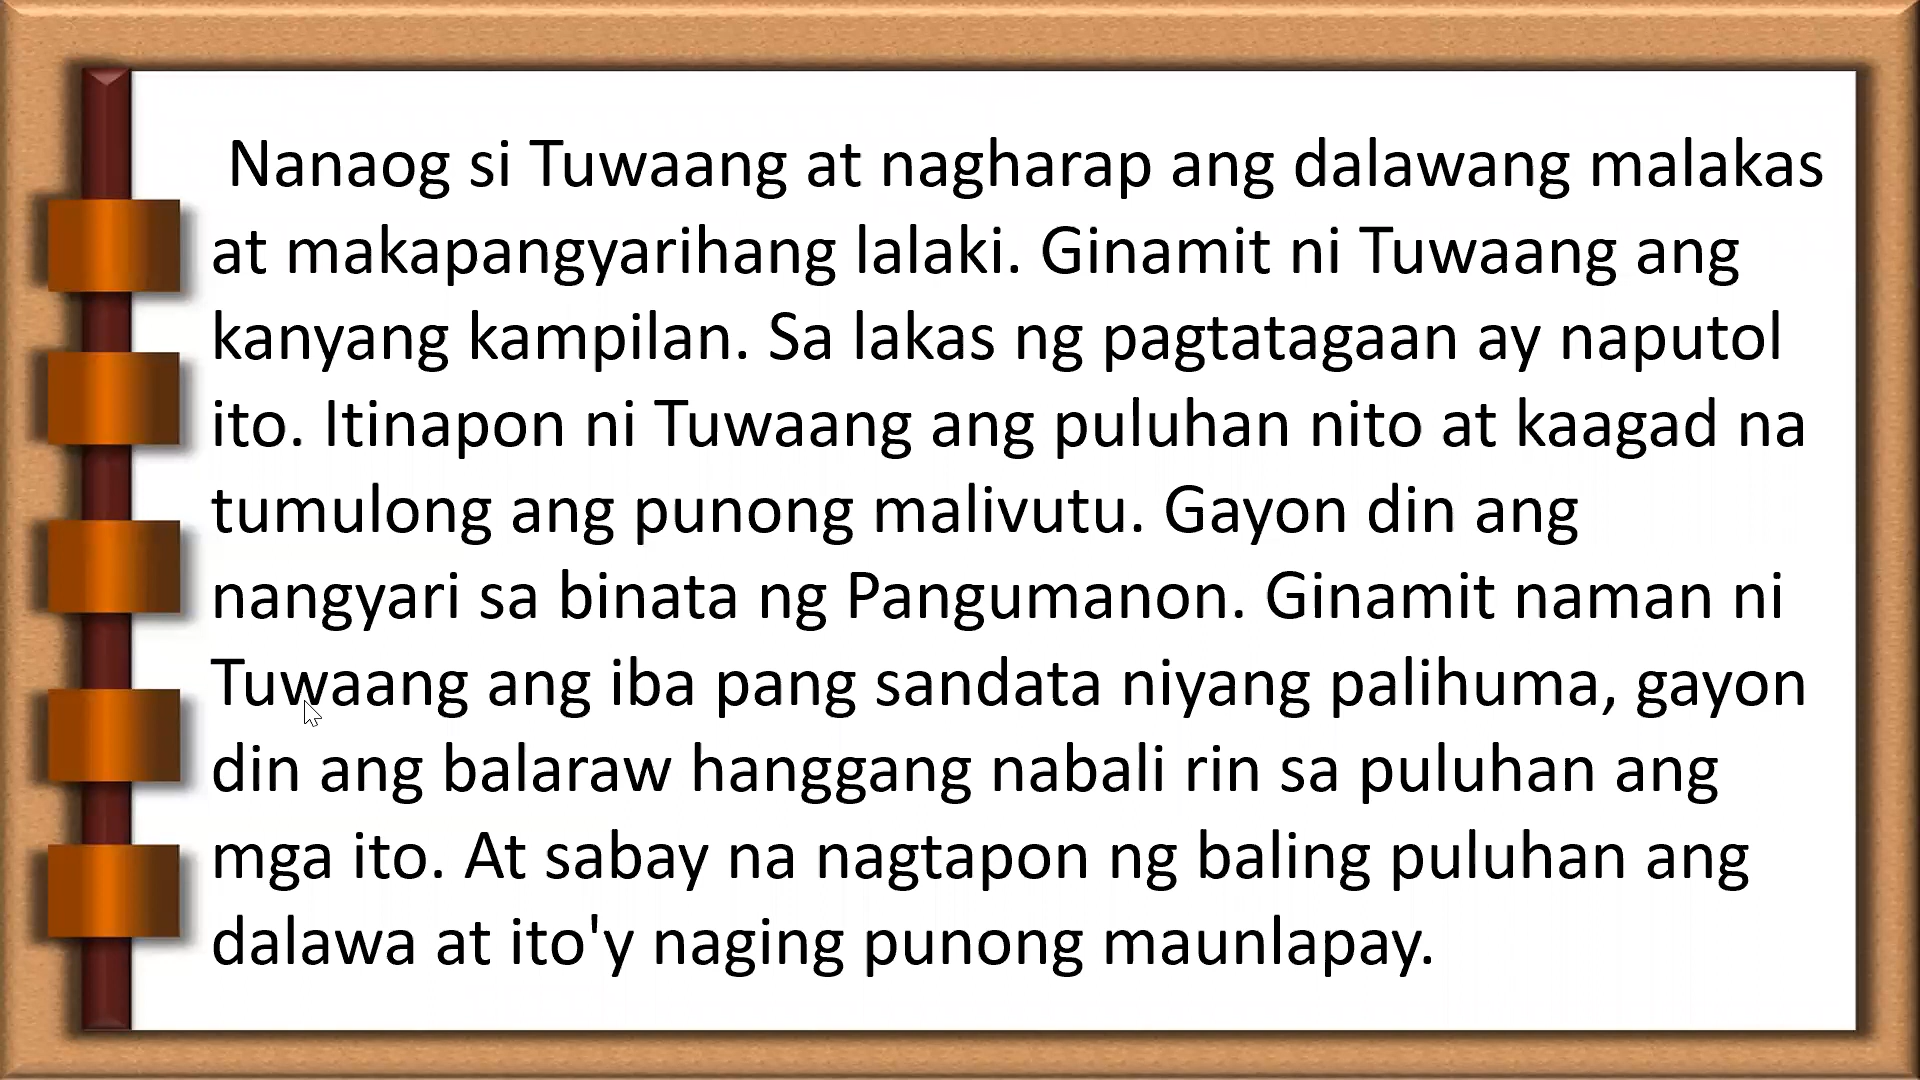 Nanaog si Tuwaang at nagharap ang dalawang malakas
at makapangyarihang lalaki. Ginamit ni Tuwaang ang
kanyang kampilan. Sa lakas ng pagtatagaan ay naputol
ito. Itinapon ni Tuwaang ang puluhan nito at kaagad na
tumulong ang punong malivutu. Gayon din ang
nangyari sa binata ng Pangumanon. Ginamit naman ni
Tuwaang ang iba pang sandata niyang palihuma, gayon
din ang balaraw hanggang nabali rin sa puluhan ang
mga ito. At sabay na nagtapon ng baling puluhan ang
dalawa at ito'y naging punong maunlapay.